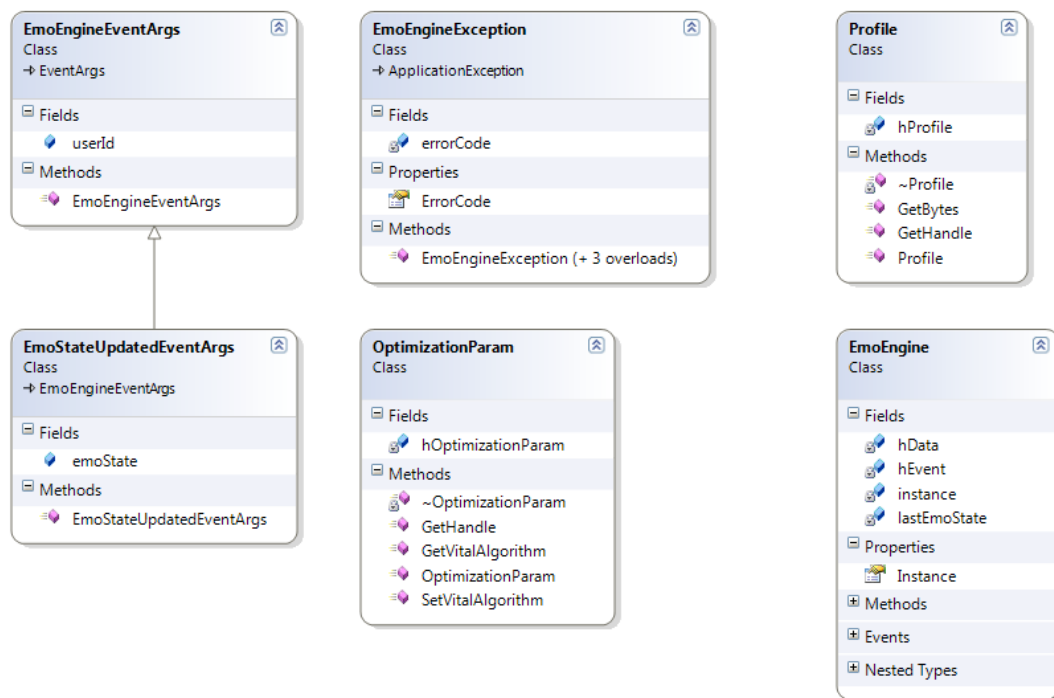 EmoEngineEventArgs
Class
EventArgs
Fields
userId
Methods
EmoEngineEventArgs
EmoEngineException
Class
ApplicationException
Fields
errorCode
Properties
ErrorCode
Methods
EmoEngineException (+ 3 overloads)
Profile
Class
Fields
hProfile
Methods
~Profile
GetBytes
GetHandle
Profile
EmoStateUpdatedEventArgs
Class
EmoEngineEventArgs
Fields
emoState
Methods
EmoStateUpdatedEventArgs
OptimizationParam
Class
Fields
hOptimizationParam
Methods
~OptimizationParam
GetHandle
GetVitalAlgorithm
OptimizationParam
SetVitalAlgorithm
EmoEngine
Class
Fields
hData
hEvent
instance
lastEmoState
Properties
Instance
Methods
Events
Nested Types